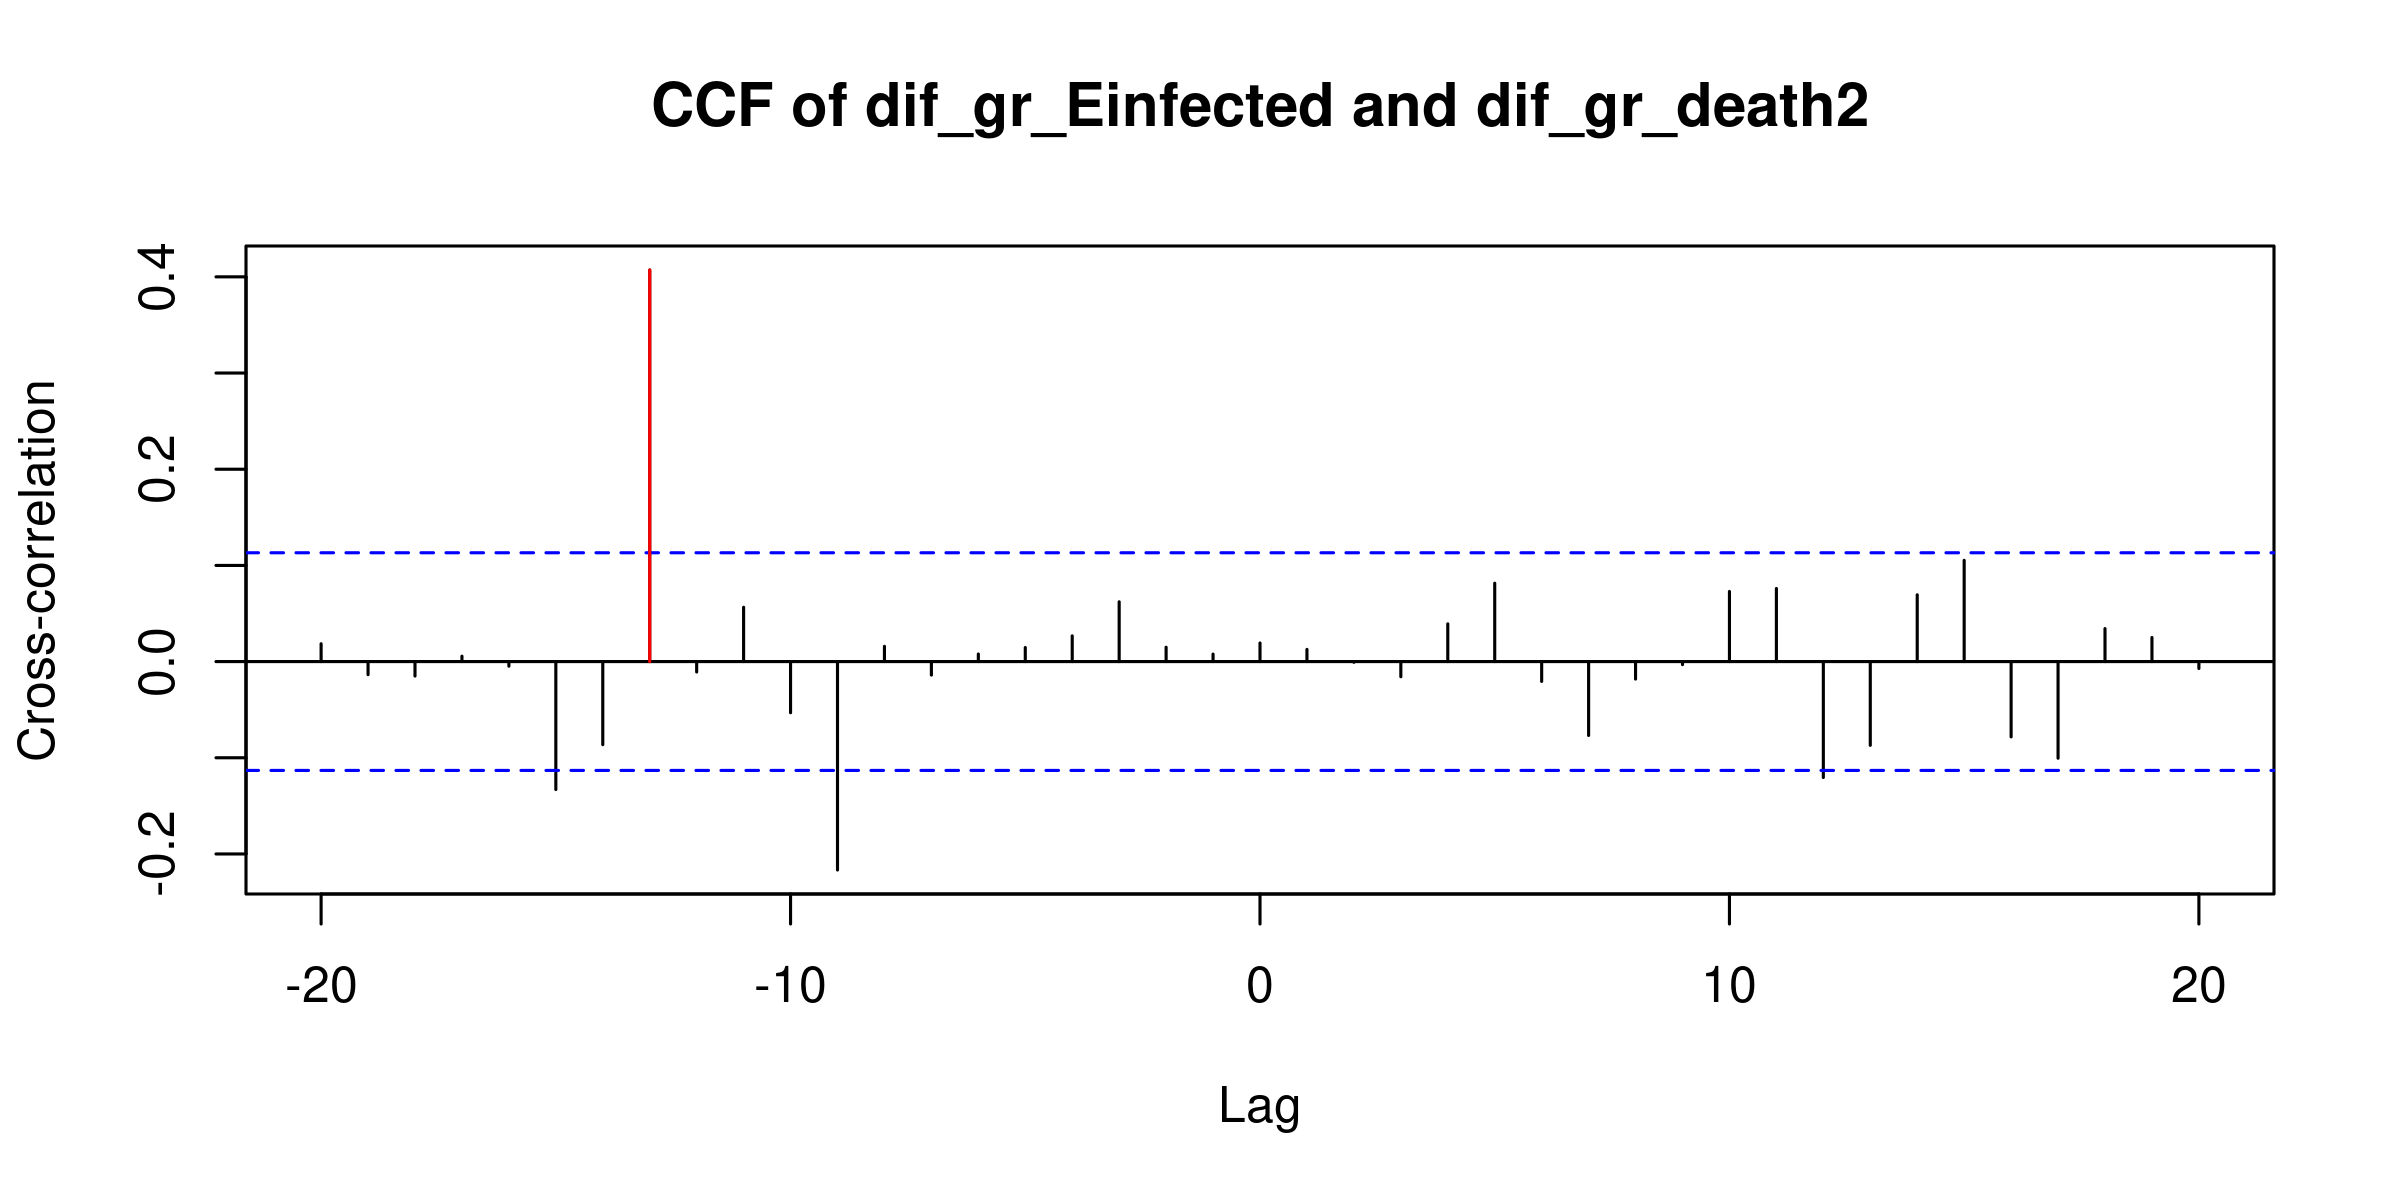 CCF of dif_gr_Einfected and dif_gr_death2
Cross-correlation
0.4
0.2
0.0
-0.2
-20 -10 0 10 20
Lag